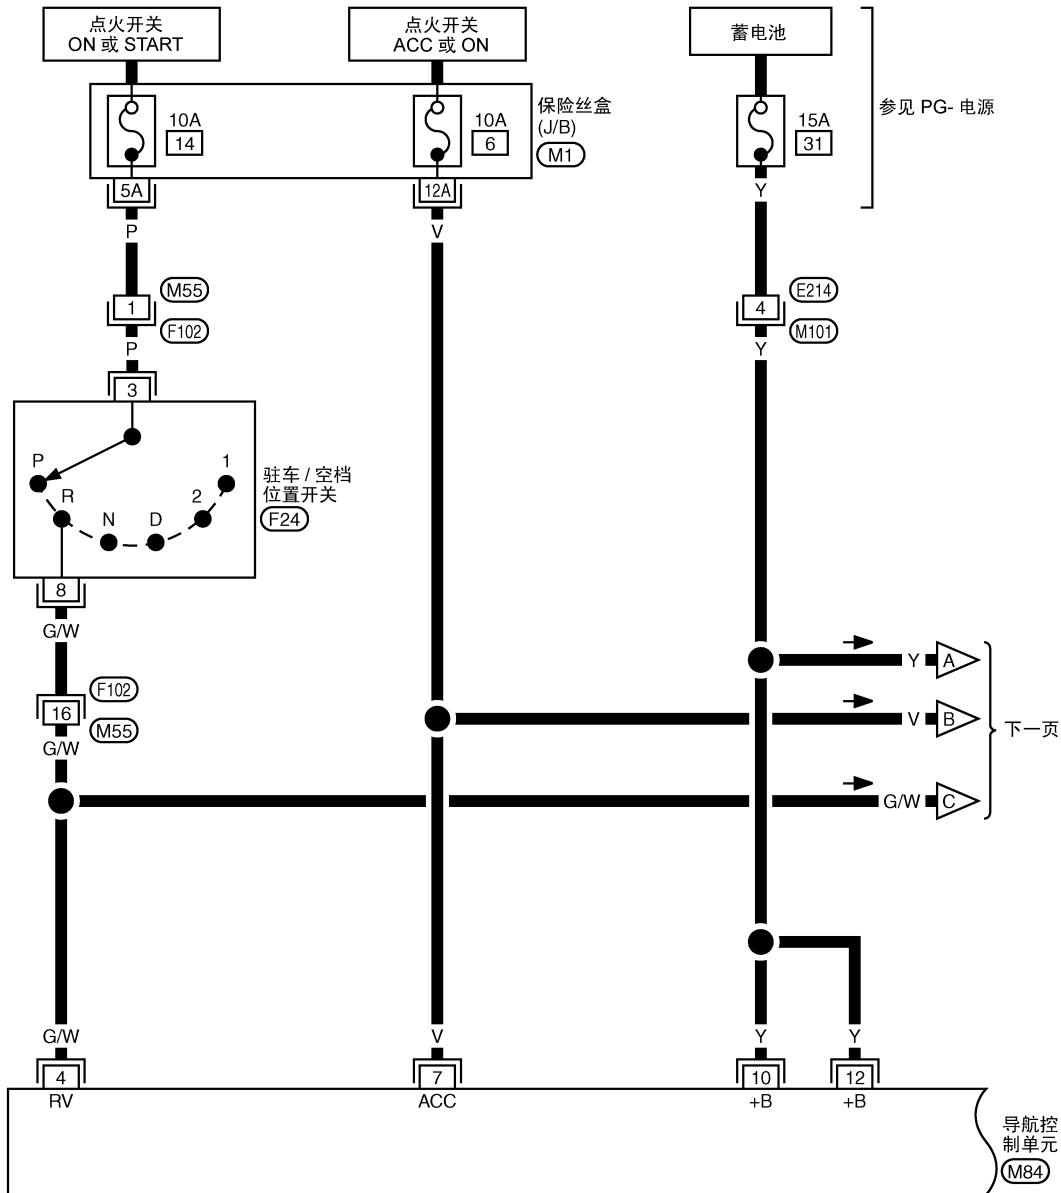 点火开关
ON 或 START
点火开关
ACC 或 ON
蓄电池
10A
14
10A
6
保险丝盒
(J/B)
M1
15A
31
参见 PG- 电源
5A
12A
Y
P
V
M55
1
F102
E214
4
M101
P
Y
3
P
R
N
D
2
1
驻车 / 空档
位置开关
F24
8
G/W
F102
16
M55
G/W
Y
A
V
B
下一页
G/W
C
G/W
V
Y
Y
4
7
10
12
RV
ACC
+B
+B
导航控
制单元
M84